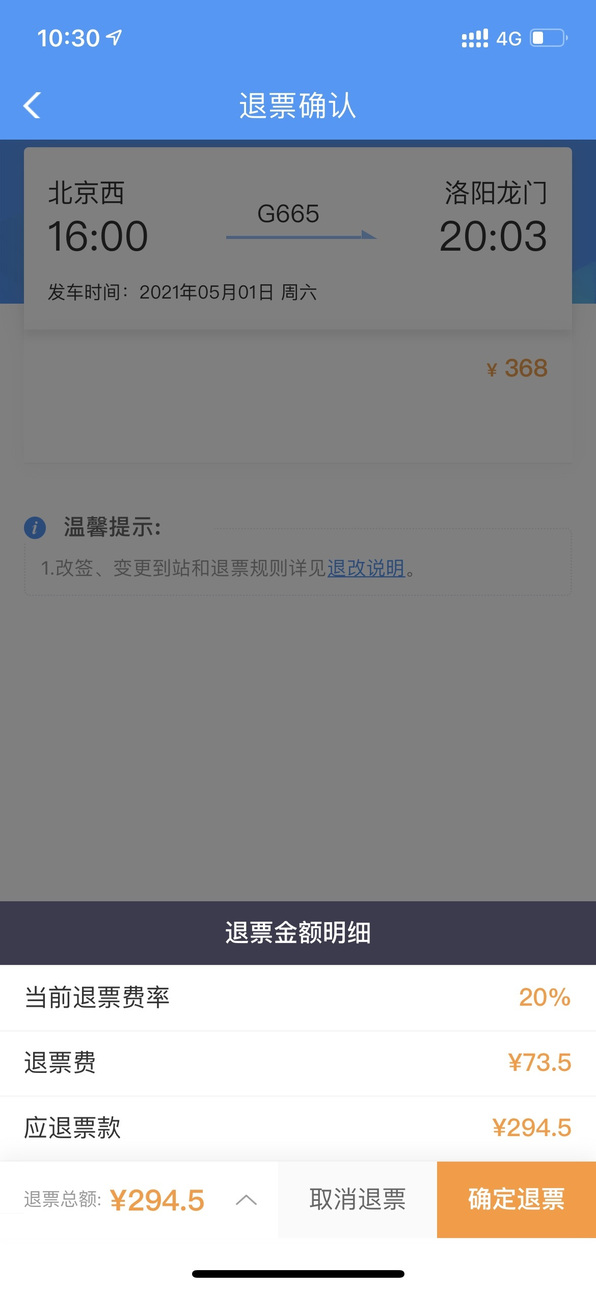 10:30 4G
退票确认
北京西 洛阳龙门
G665
16:00 20:03
发车时间：2021年05月01日 周六
¥ 368
i 温馨提示:
1.改签、变更到站和退票规则详见退改说明。
退票金额明细
当前退票费率 20%
退票费 ¥73.5
应退票款 ¥294.5
退票总额: ¥294.5 取消退票 确定退票